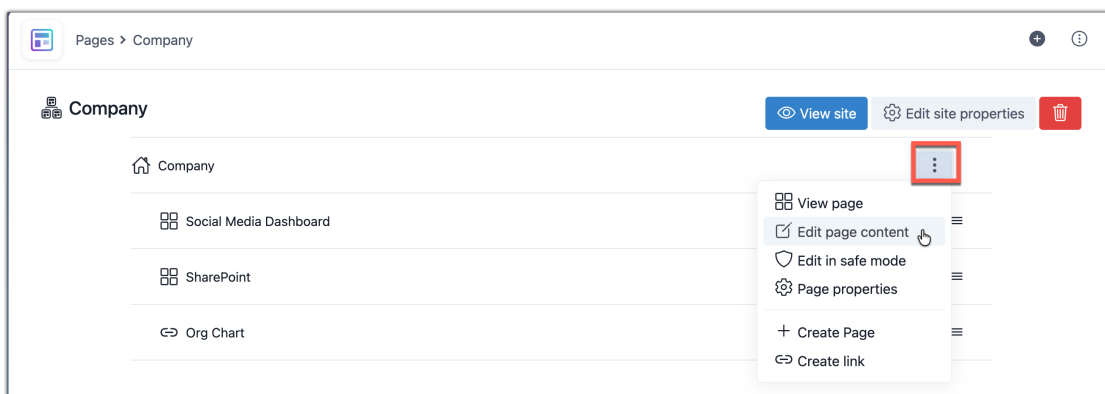 Pages > Company
Company
View site
Edit site properties
Company
View page
Social Media Dashboard
Edit page content
Edit in safe mode
SharePoint
Page properties
Org Chart
Create Page
Create link